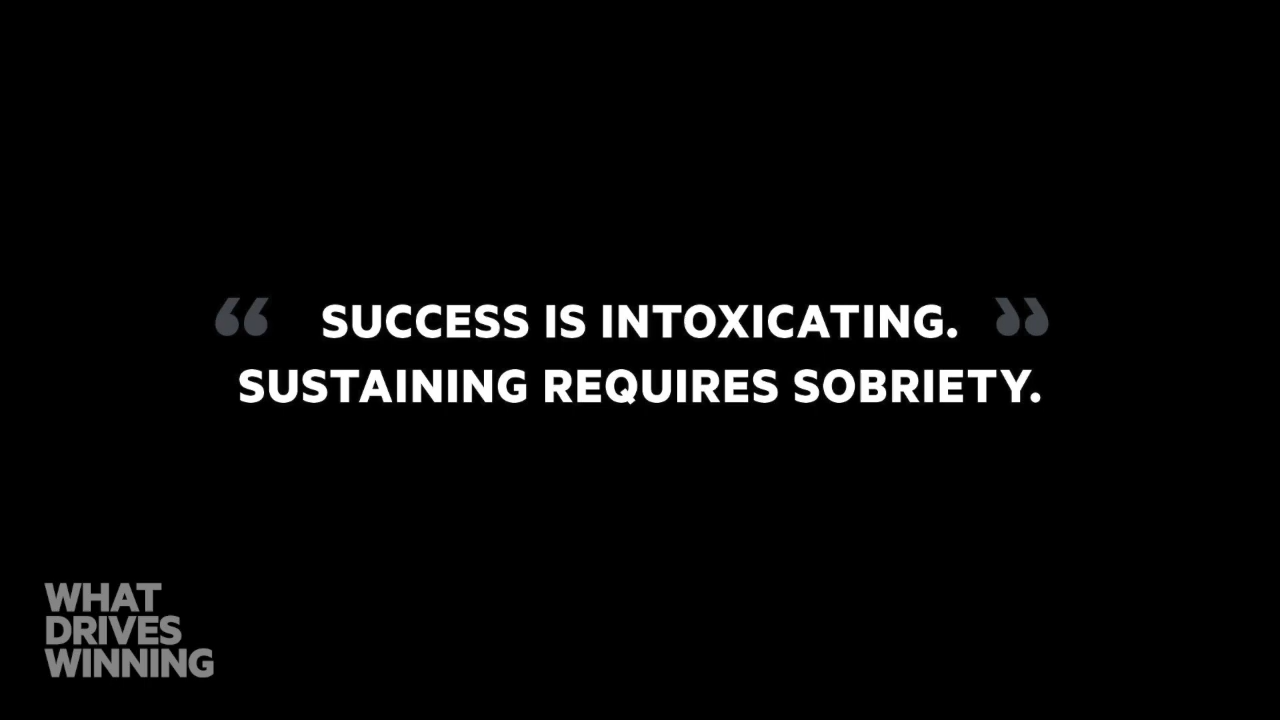 “ SUCCESS IS INTOXICATING. ”
SUSTAINING REQUIRES SOBRIETY.
WHAT
DRIVES
WINNING